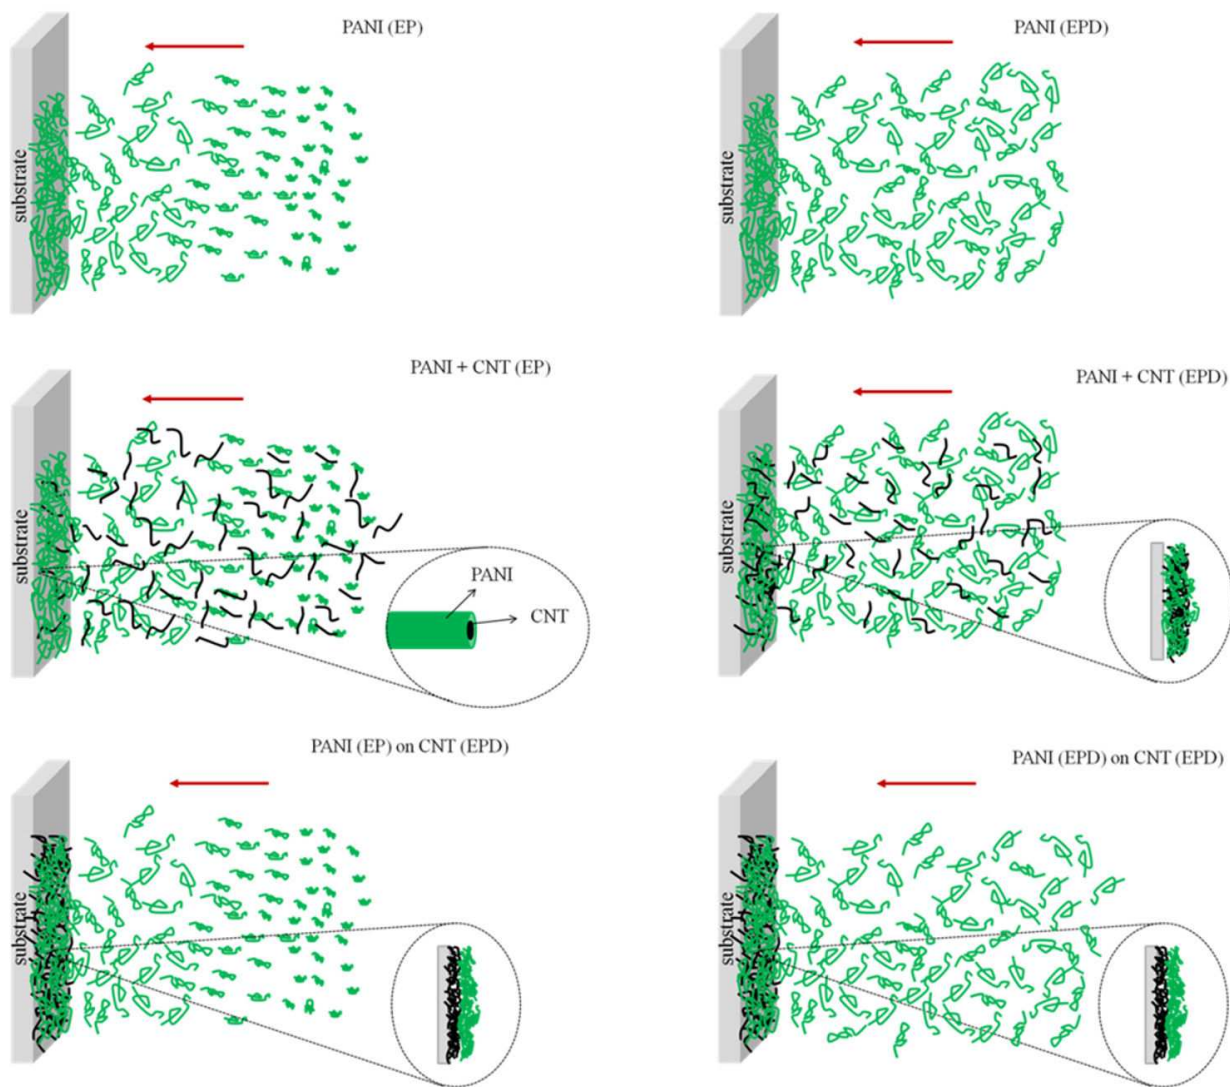 PANI (EP)
PANI (EPD)
substrate
substrate
PANI + CNT (EP)
PANI + CNT (EPD)
substrate
substrate
PANI
CNT
PANI (EP) on CNT (EPD)
PANI (EPD) on CNT (EPD)
substrate
substrate